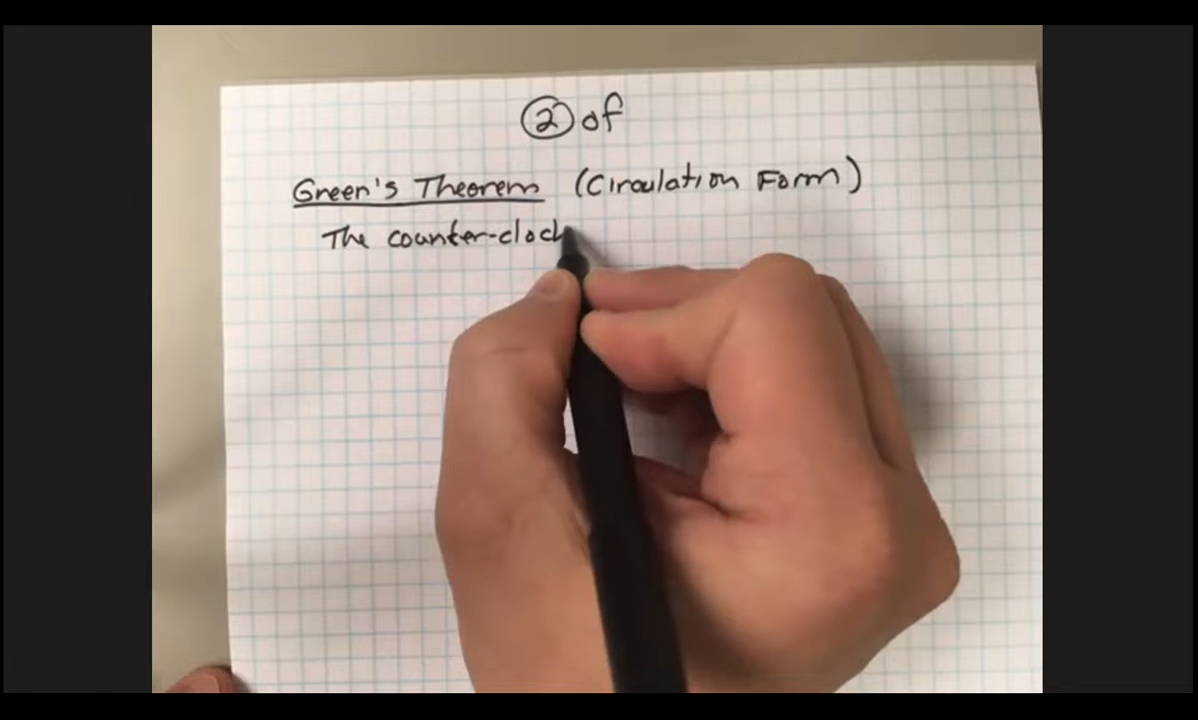 ② of
Green's Theorem (Circulation Form)
The counter-clock